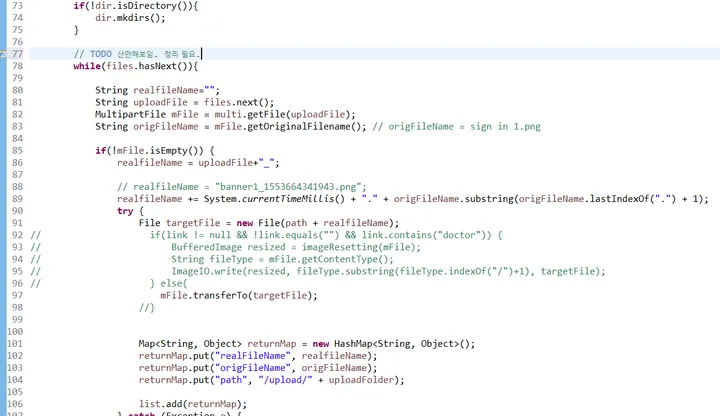 73 if(!dir.isDirectory()){
74 dir.mkdirs();
75 }
76
77 // TODO 산만해보임. 정리 필요.
78 while(files.hasNext()){
79
80 String realfileName="";
81 String uploadFile = files.next();
82 MultipartFile mFile = multi.getFile(uploadFile);
83 String origFileName = mFile.getOriginalFilename(); // origFileName = sign in 1.png
84
85 if(!mFile.isEmpty()) {
86 realfileName = uploadFile+"_";
87
88 // realfileName = "banner1_1553664341943.png";
89 realfileName += System.currentTimeMillis() + "." + origFileName.substring(origFileName.lastIndexOf(".") + 1);
90 try {
91 File targetFile = new File(path + realfileName);
92 // if(link != null && !link.equals("") && link.contains("doctor")) {
93 // BufferedImage resized = imageResetting(mFile);
94 // String fileType = mFile.getContentType();
95 // ImageIO.write(resized, fileType.substring(fileType.indexOf("/")+1), targetFile);
96 // } else{
97 mFile.transferTo(targetFile);
98 //}
99
100
101 Map<String, Object> returnMap = new HashMap<String, Object>();
102 returnMap.put("realFileName", realfileName);
103 returnMap.put("origFileName", origFileName);
104 returnMap.put("path", "/upload/" + uploadFolder);
105
106 list.add(returnMap);
107 } catch (Exception e) {